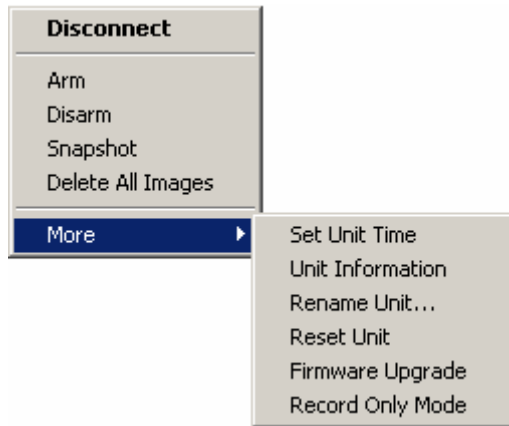 Disconnect
Arm
Disarm
Snapshot
Delete All Images
More
Set Unit Time
Unit Information
Rename Unit...
Reset Unit
Firmware Upgrade
Record Only Mode